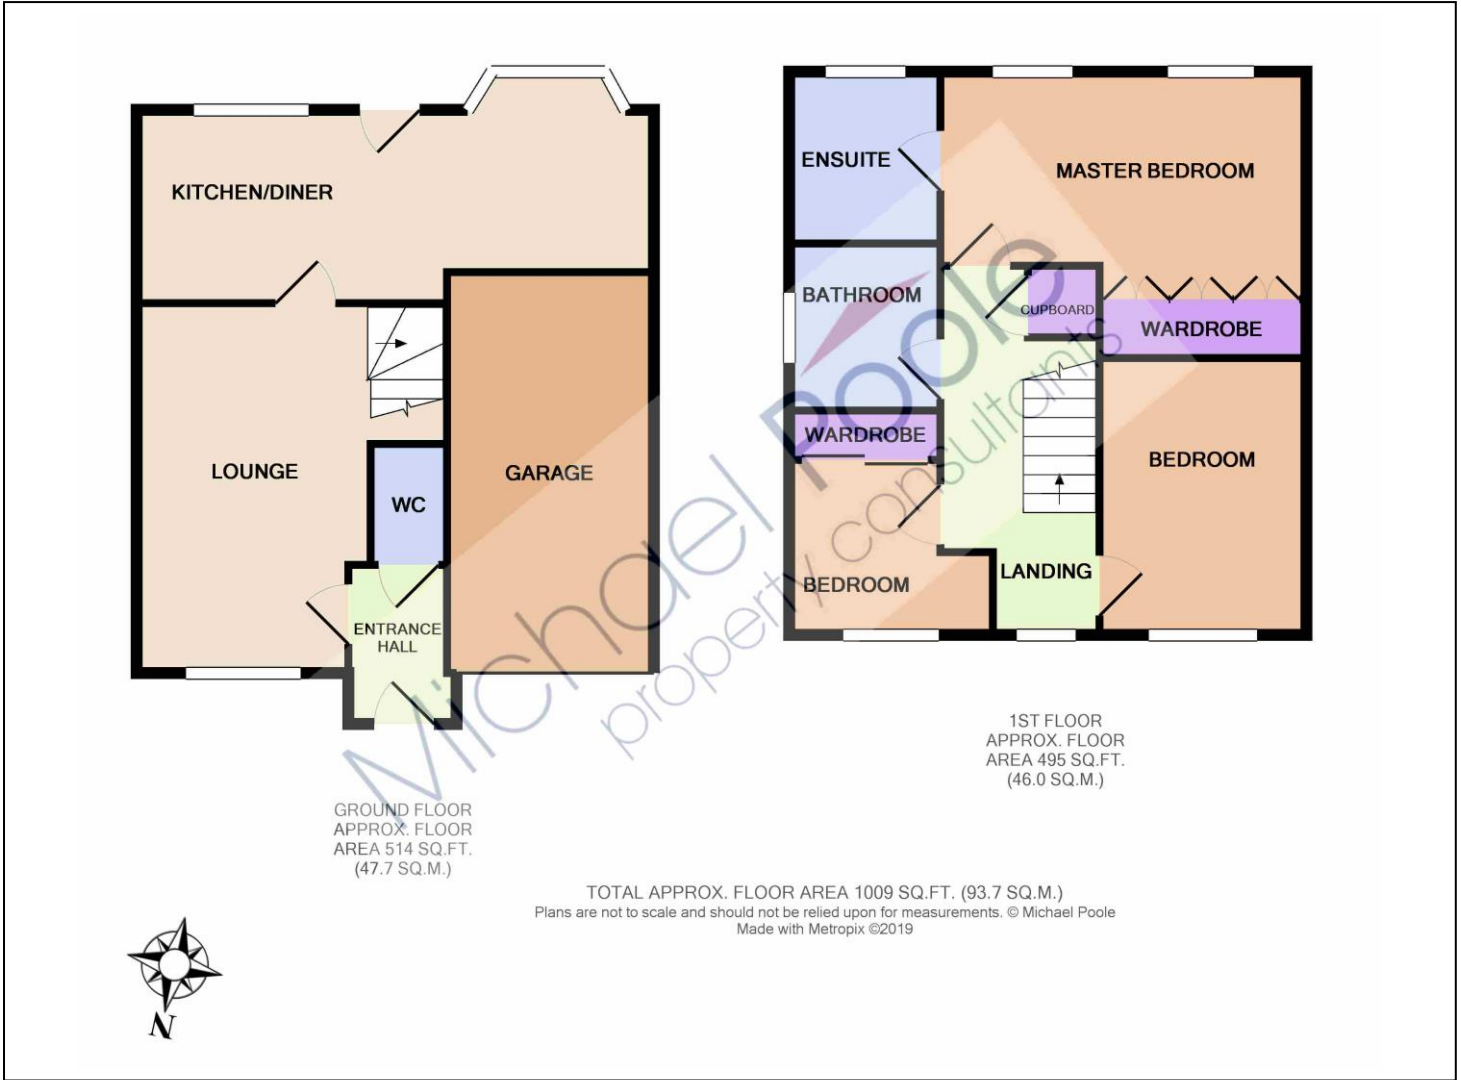 KITCHEN/DINER
LOUNGE
WC
GARAGE
ENTRANCE
HALL
GROUND FLOOR
APPROX. FLOOR
AREA 514 SQ.FT.
(47.7 SQ.M.)
ENSUITE
MASTER BEDROOM
BATHROOM
CUPBOARD
WARDROBE
WARDROBE
BEDROOM
BEDROOM
LANDING
1ST FLOOR
APPROX. FLOOR
AREA 495 SQ.FT.
(46.0 SQ.M.)
Michael Poole
property consultants
TOTAL APPROX. FLOOR AREA 1009 SQ.FT. (93.7 SQ.M.)
Plans are not to scale and should not be relied upon for measurements. © Michael Poole
Made with Metropix ©2019
N